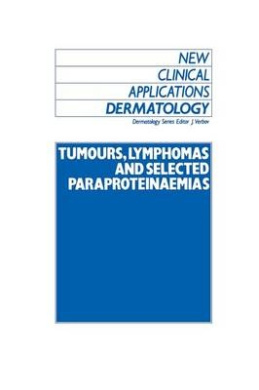 NEW
CLINICAL
APPLICATIONS
DERMATOLOGY
Dermatology Series Editor J. Verbov
TUMOURS, LYMPHOMAS
AND SELECTED
PARAPROTEINAEMIAS